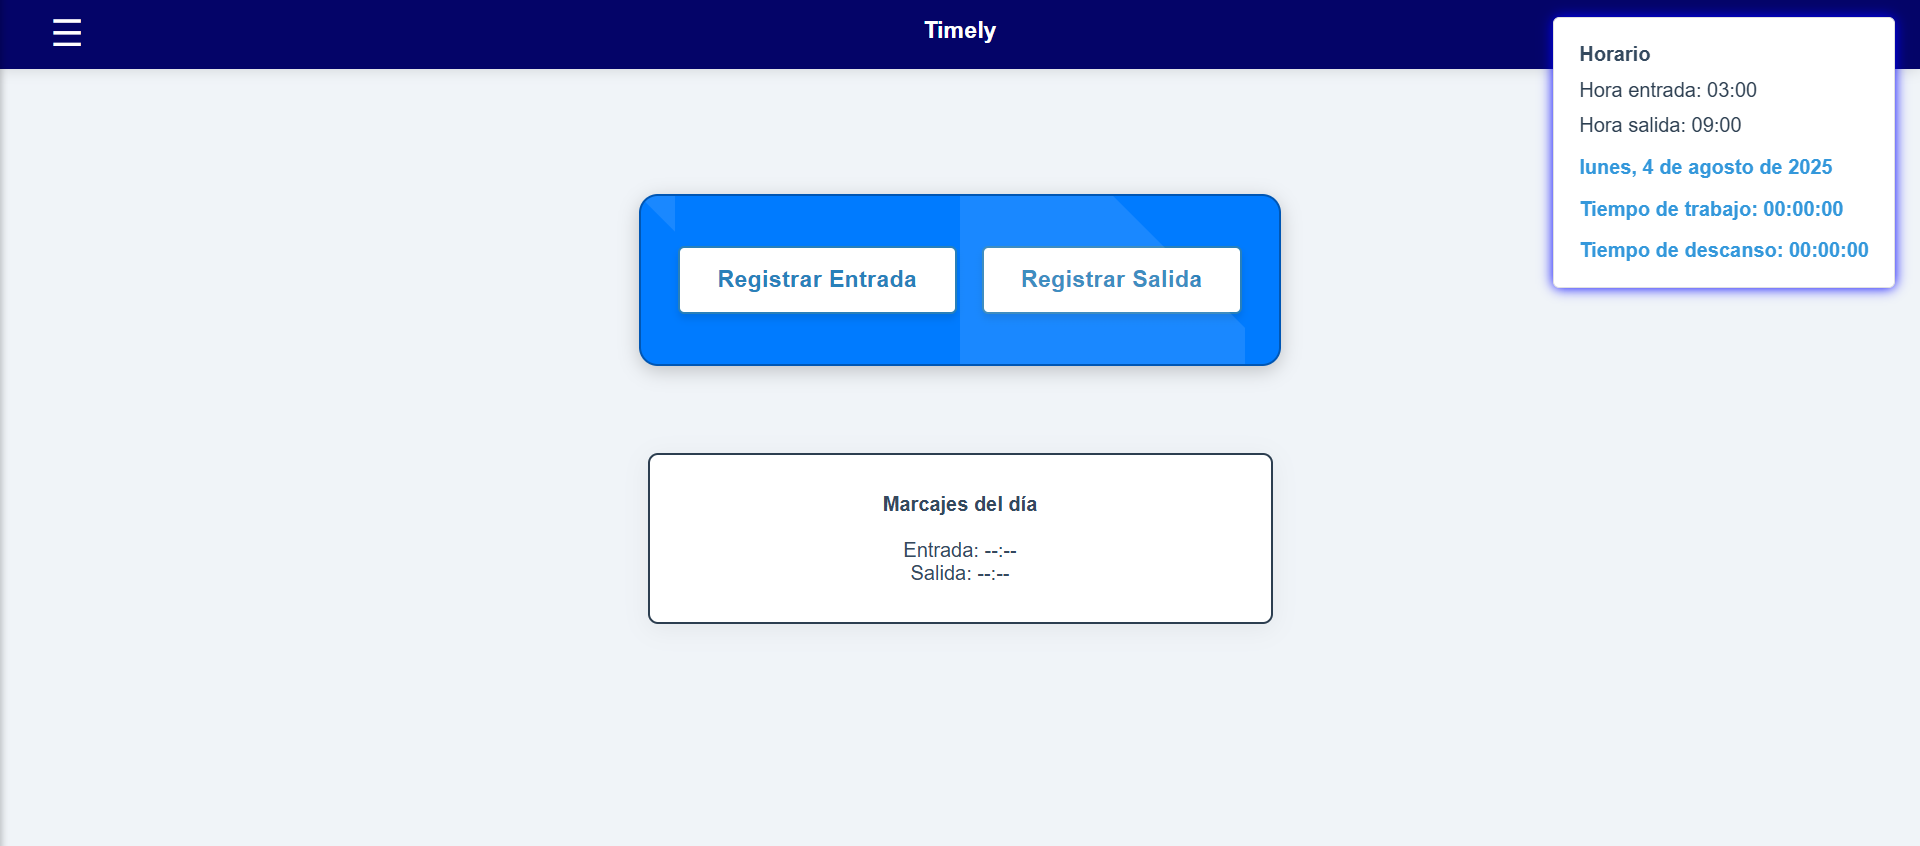 Timely
Horario
Hora entrada: 03:00
Hora salida: 09:00
lunes, 4 de agosto de 2025
Tiempo de trabajo: 00:00:00
Tiempo de descanso: 00:00:00
Registrar Entrada
Registrar Salida
Marcajes del día
Entrada: --:--
Salida: --:--